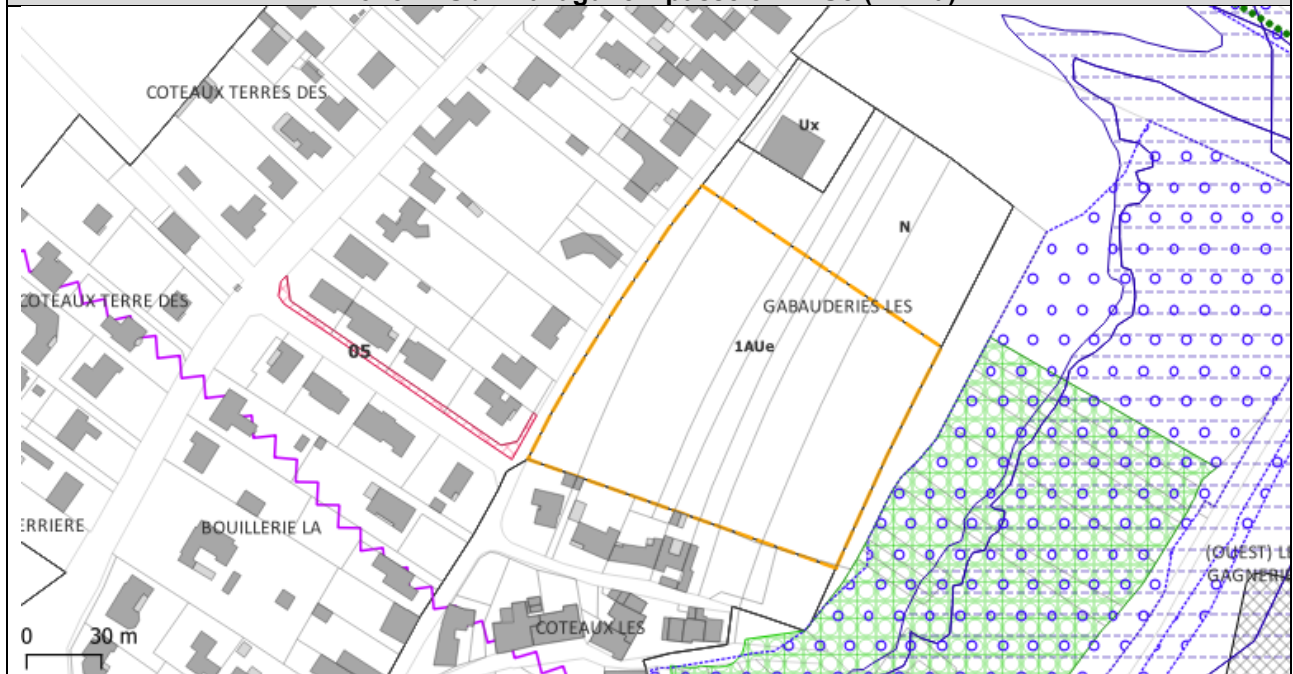 COTEAUX TERRES DES
Ux
N
COTEAUX TERRE DES
GABAUDERIES LES
1AUe
05
ERRIERE
BOUILLERIE LA
(OUEST) L
GAGNERI
COTEAUX LES
0 30 m